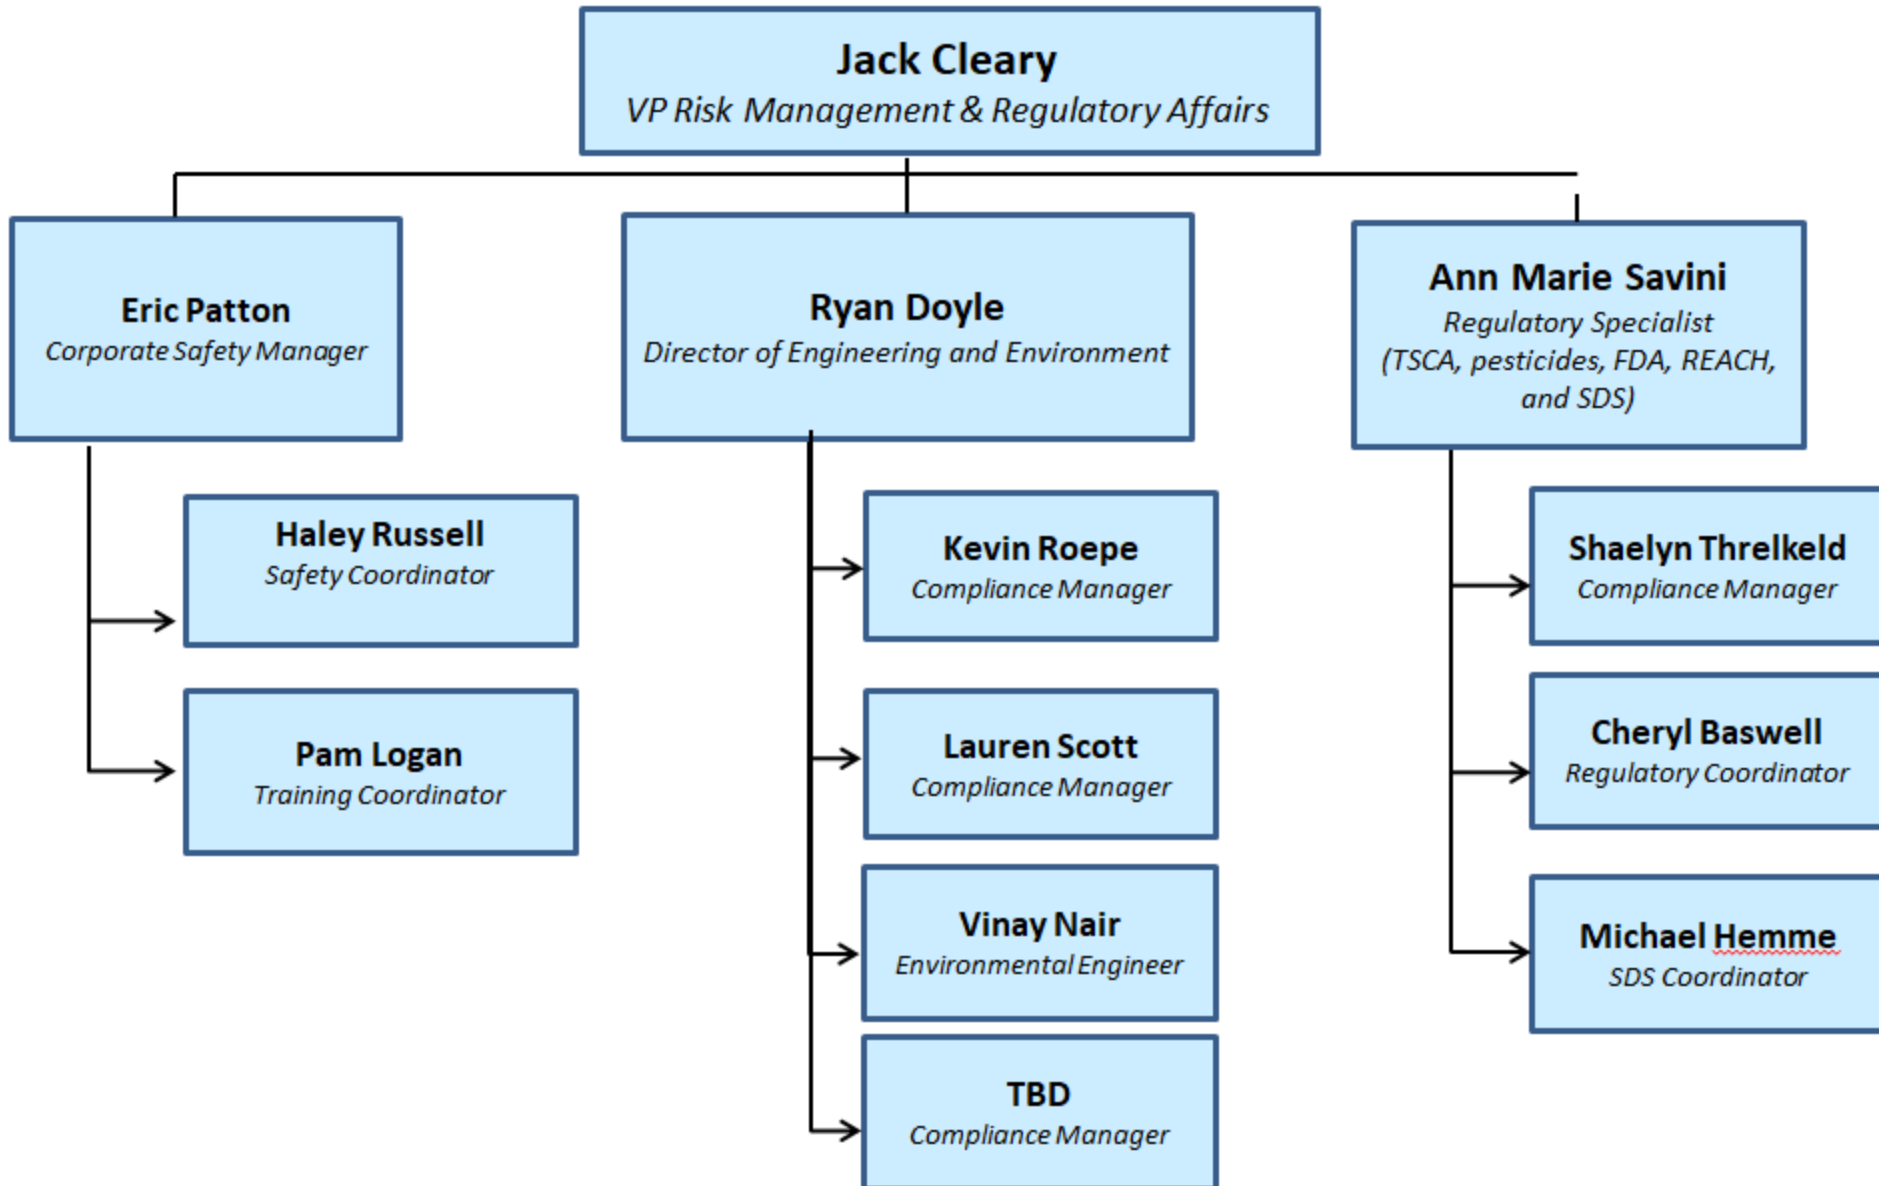 Jack Cleary
VP Risk Management & Regulatory Affairs
Eric Patton
Corporate Safety Manager
Ryan Doyle
Director of Engineering and Environment
Ann Marie Savini
Regulatory Specialist
(TSCA, pesticides, FDA, REACH,
and SDS)
Haley Russell
Safety Coordinator
Pam Logan
Training Coordinator
Kevin Roepe
Compliance Manager
Lauren Scott
Compliance Manager
Vinay Nair
Environmental Engineer
TBD
Compliance Manager
Shaelyn Threlkeld
Compliance Manager
Cheryl Baswell
Regulatory Coordinator
Michael Hemme
SDS Coordinator